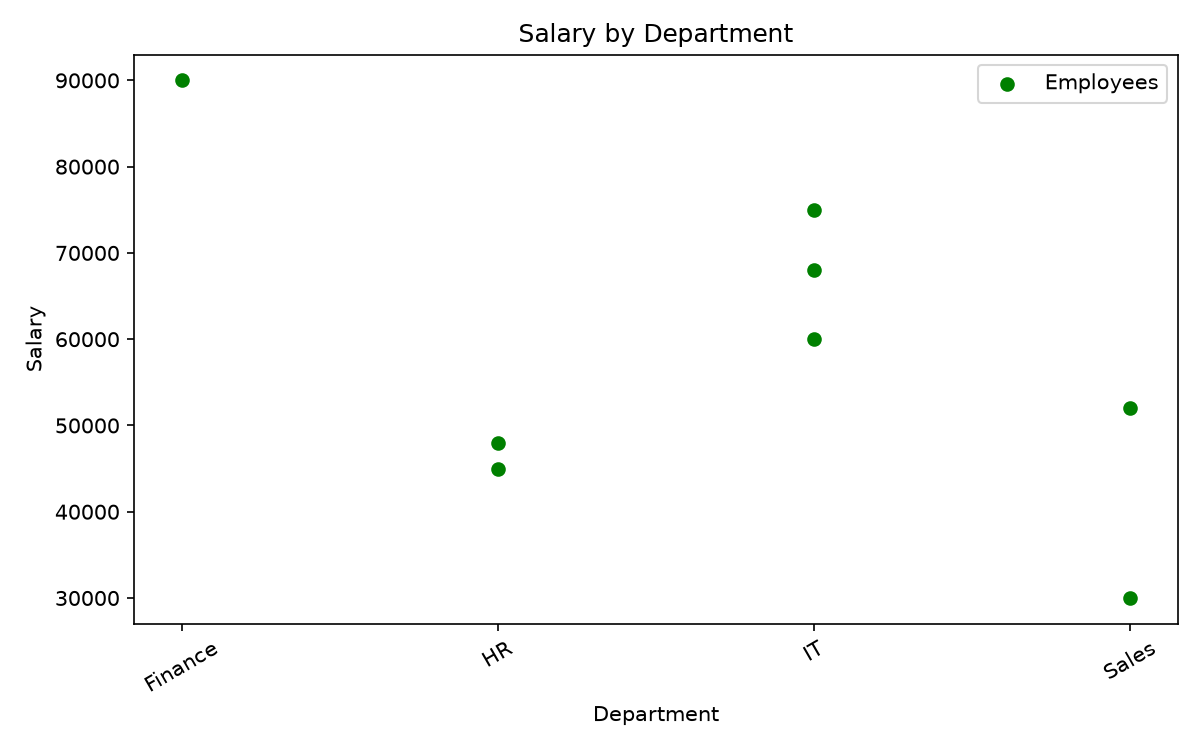 Salary by Department
Employees
90000
80000
70000
60000
50000
40000
30000
Salary
Finance
HR
IT
Sales
Department